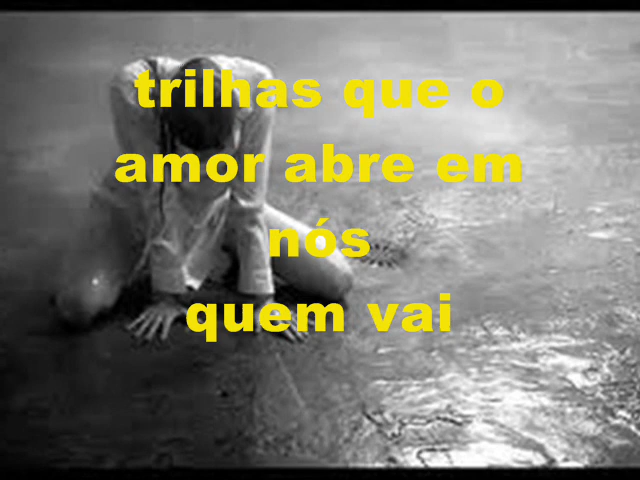 trilhas que o
amor abre em
nós
quem vai